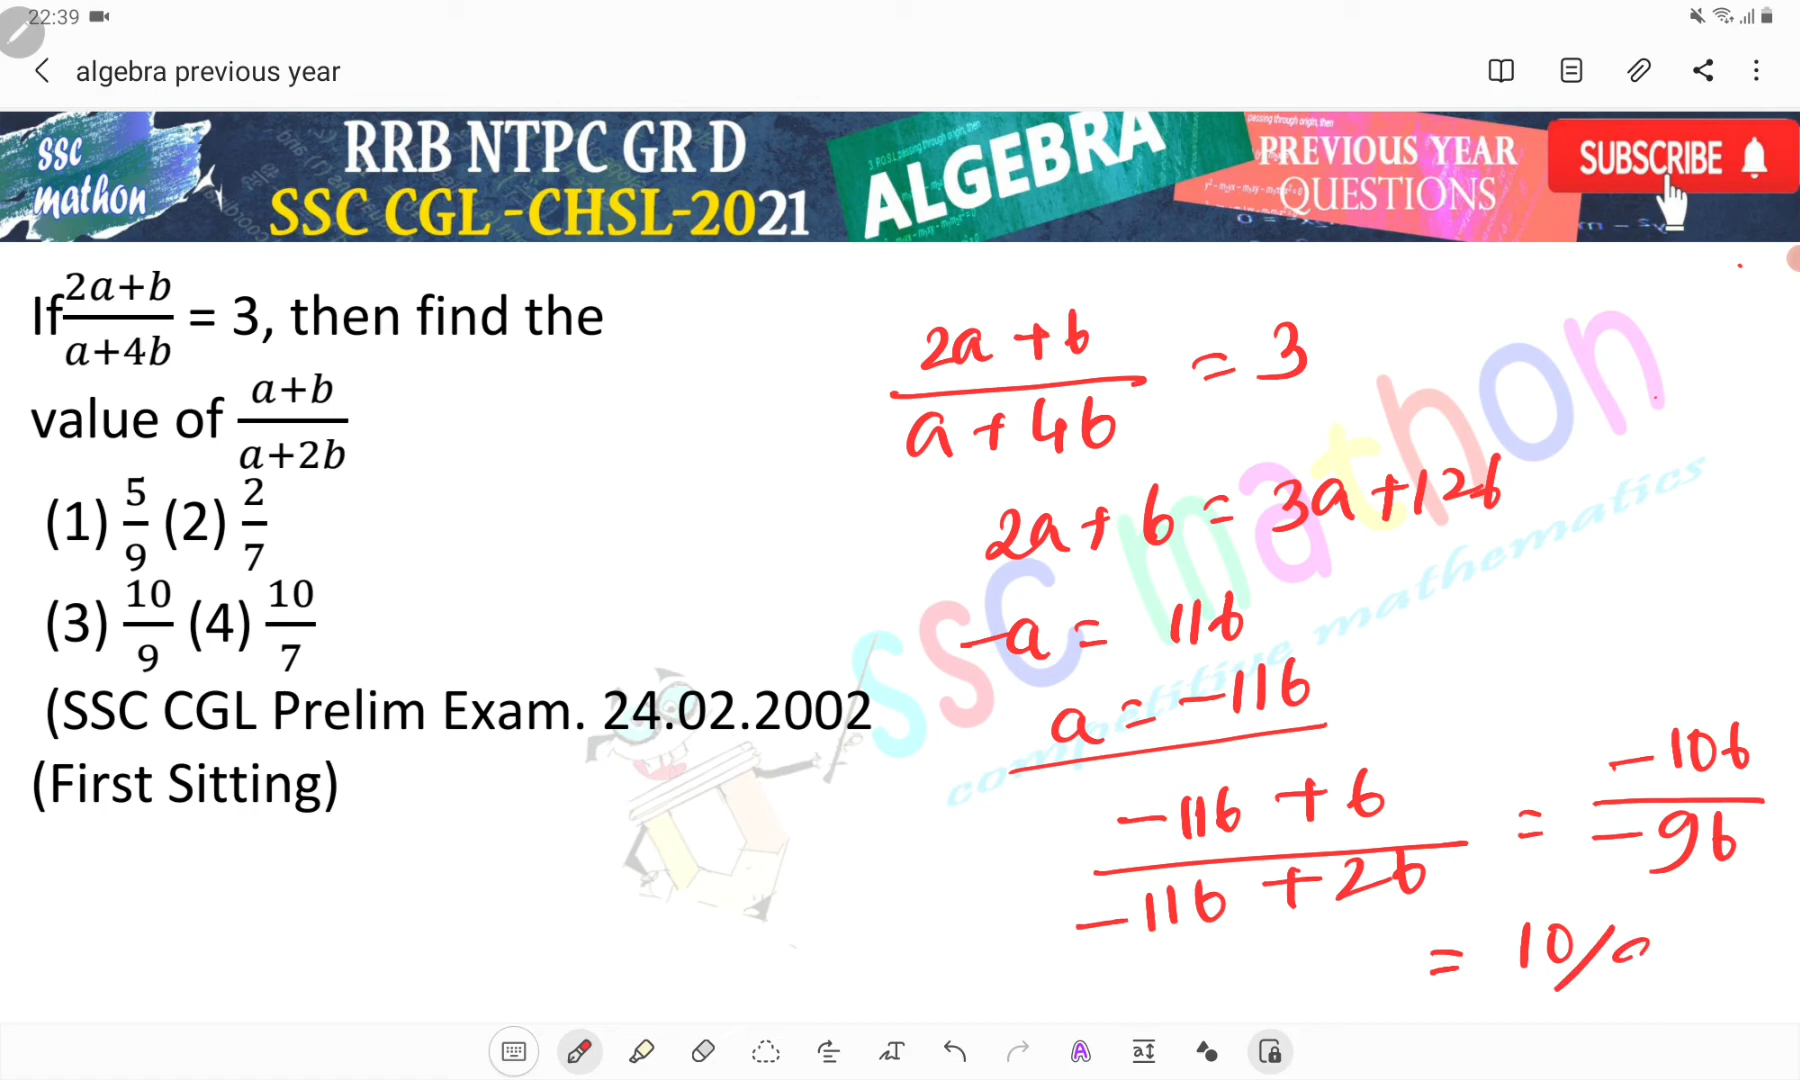 22:39
algebra previous year
SSC mathon
RRB NTPC GR D
SSC CGL -CHSL-2021
ALGEBRA
PREVIOUS YEAR
QUESTIONS
SUBSCRIBE
If (2a+b)/(a+4b) = 3, then find the
value of (a+b)/(a+2b)
(1) 5/9 (2) 2/7
(3) 10/9 (4) 10/7
(SSC CGL Prelim Exam. 24.02.2002
(First Sitting)
(2a + b)/(a + 4b) = 3
2a + b = 3a + 12b
-a = 11b
a = -11b
(-11b + b)/(-11b + 2b) = -10b/-9b
= 10/
SSC mathon
competitive mathematics